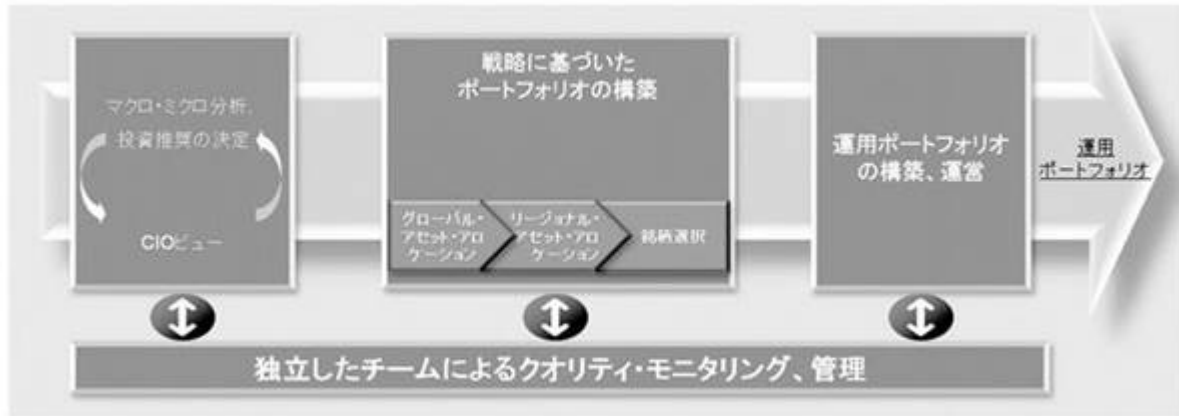 マクロ・ミクロ分析、
投資推奨の決定
CIOビュー
戦略に基づいた
ポートフォリオの構築
グローバル・
アセット・アロ
ケーション
リージョナル・
アセット・アロ
ケーション
銘柄選択
運用ポートフォリオ
の構築、運営
運用
ポートフォリオ
独立したチームによるクオリティ・モニタリング、管理